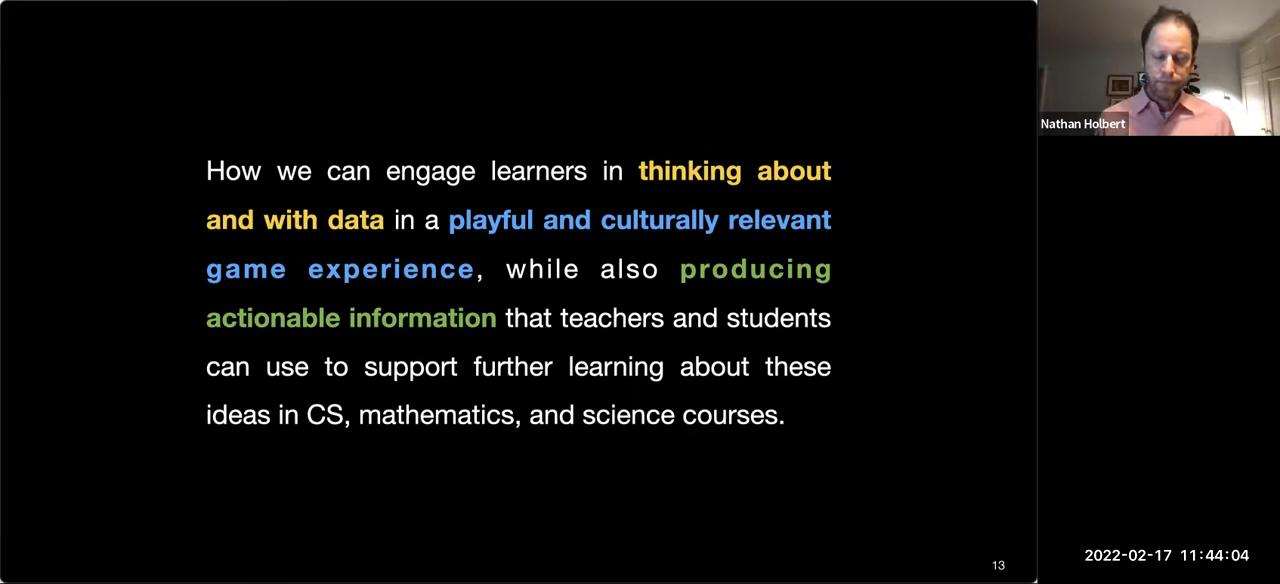 How we can engage learners in thinking about
and with data in a playful and culturally relevant
game experience, while also producing
actionable information that teachers and students
can use to support further learning about these
ideas in CS, mathematics, and science courses.
13
Nathan Holbert
2022-02-17 11:44:04